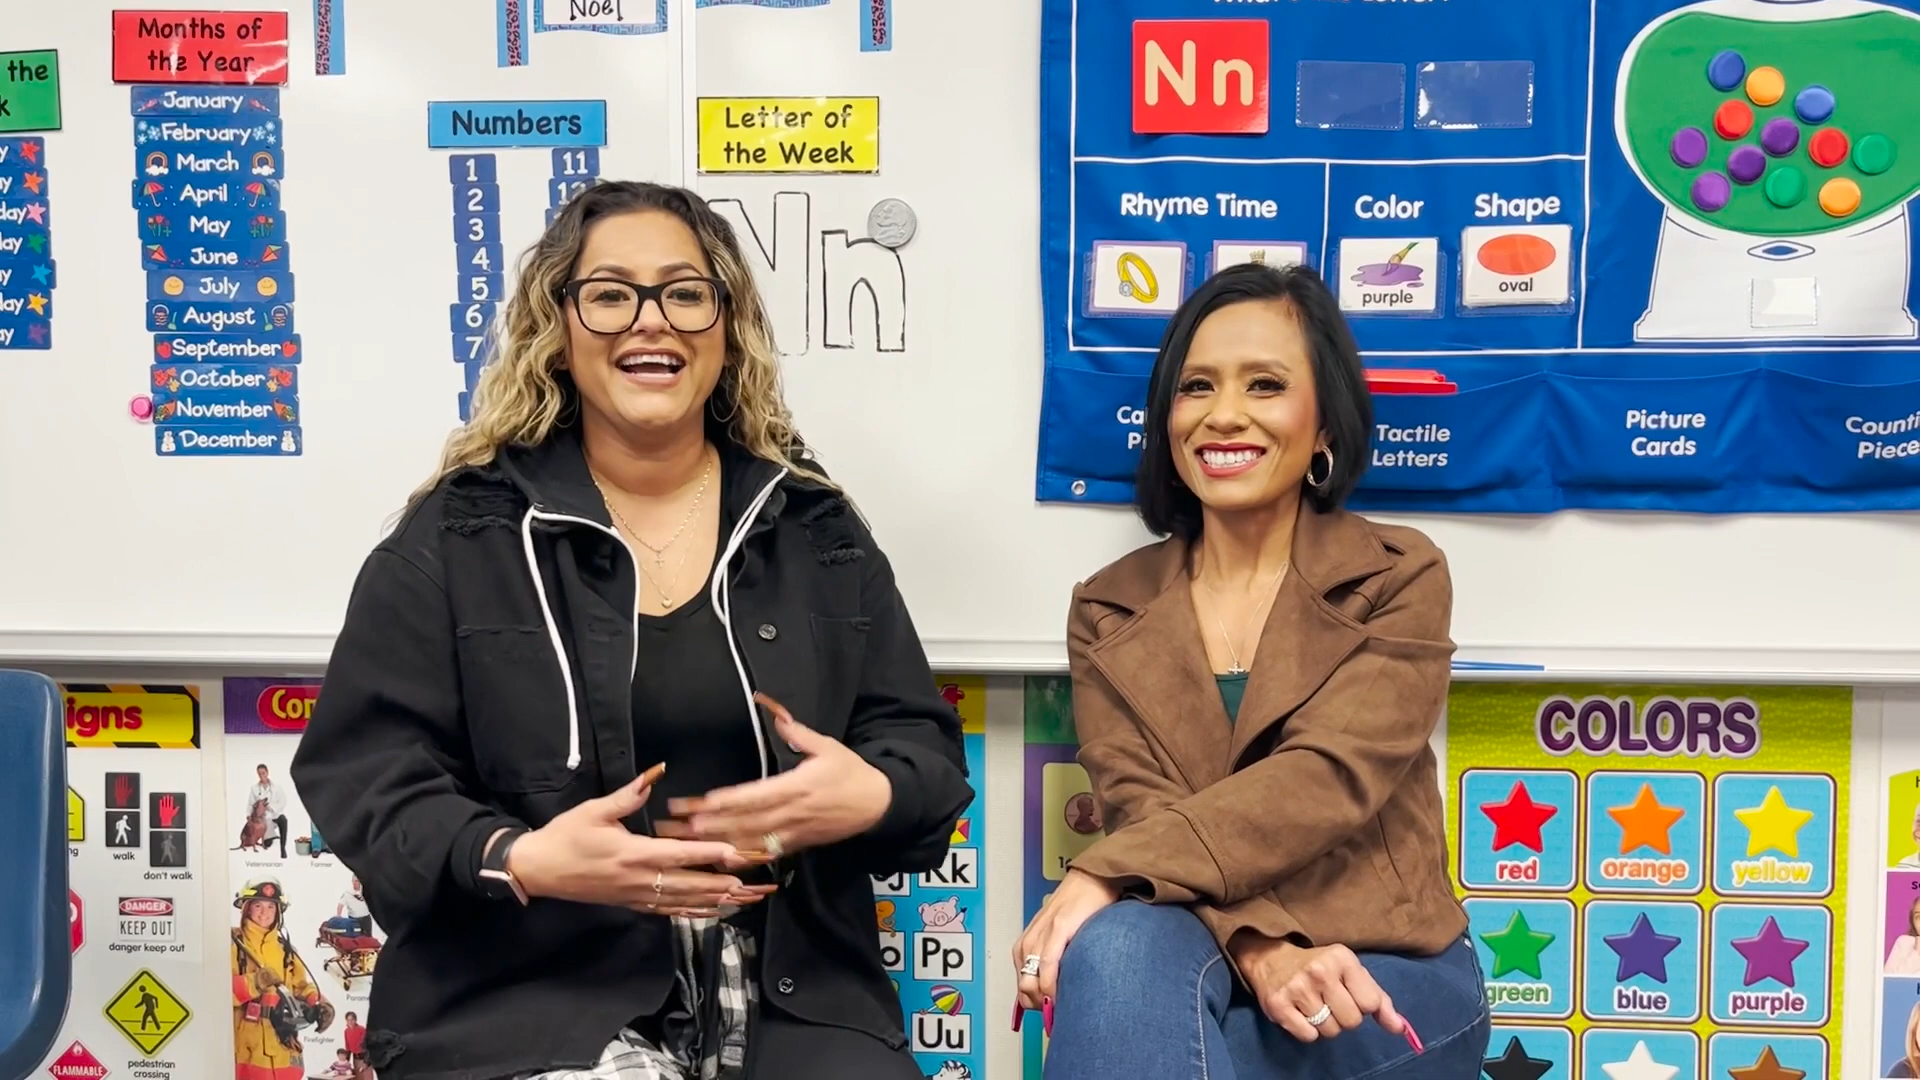 Months of
the Year
January
February
March
April
May
June
July
August
September
October
November
December
the
Noel
Numbers
1
2
3
4
5
6
7
11
Letter of
the Week
Nn
Nn
Rhyme Time
Color
Shape
purple
oval
Tactile
Letters
Picture
Cards
igns
walk
don't walk
DANGER
KEEP OUT
danger keep out
pedestrian
crossing
FLAMMABLE
Veterinarian
Farmer
Firefighter
Kk
Pp
Uu
COLORS
red
orange
yellow
green
blue
purple